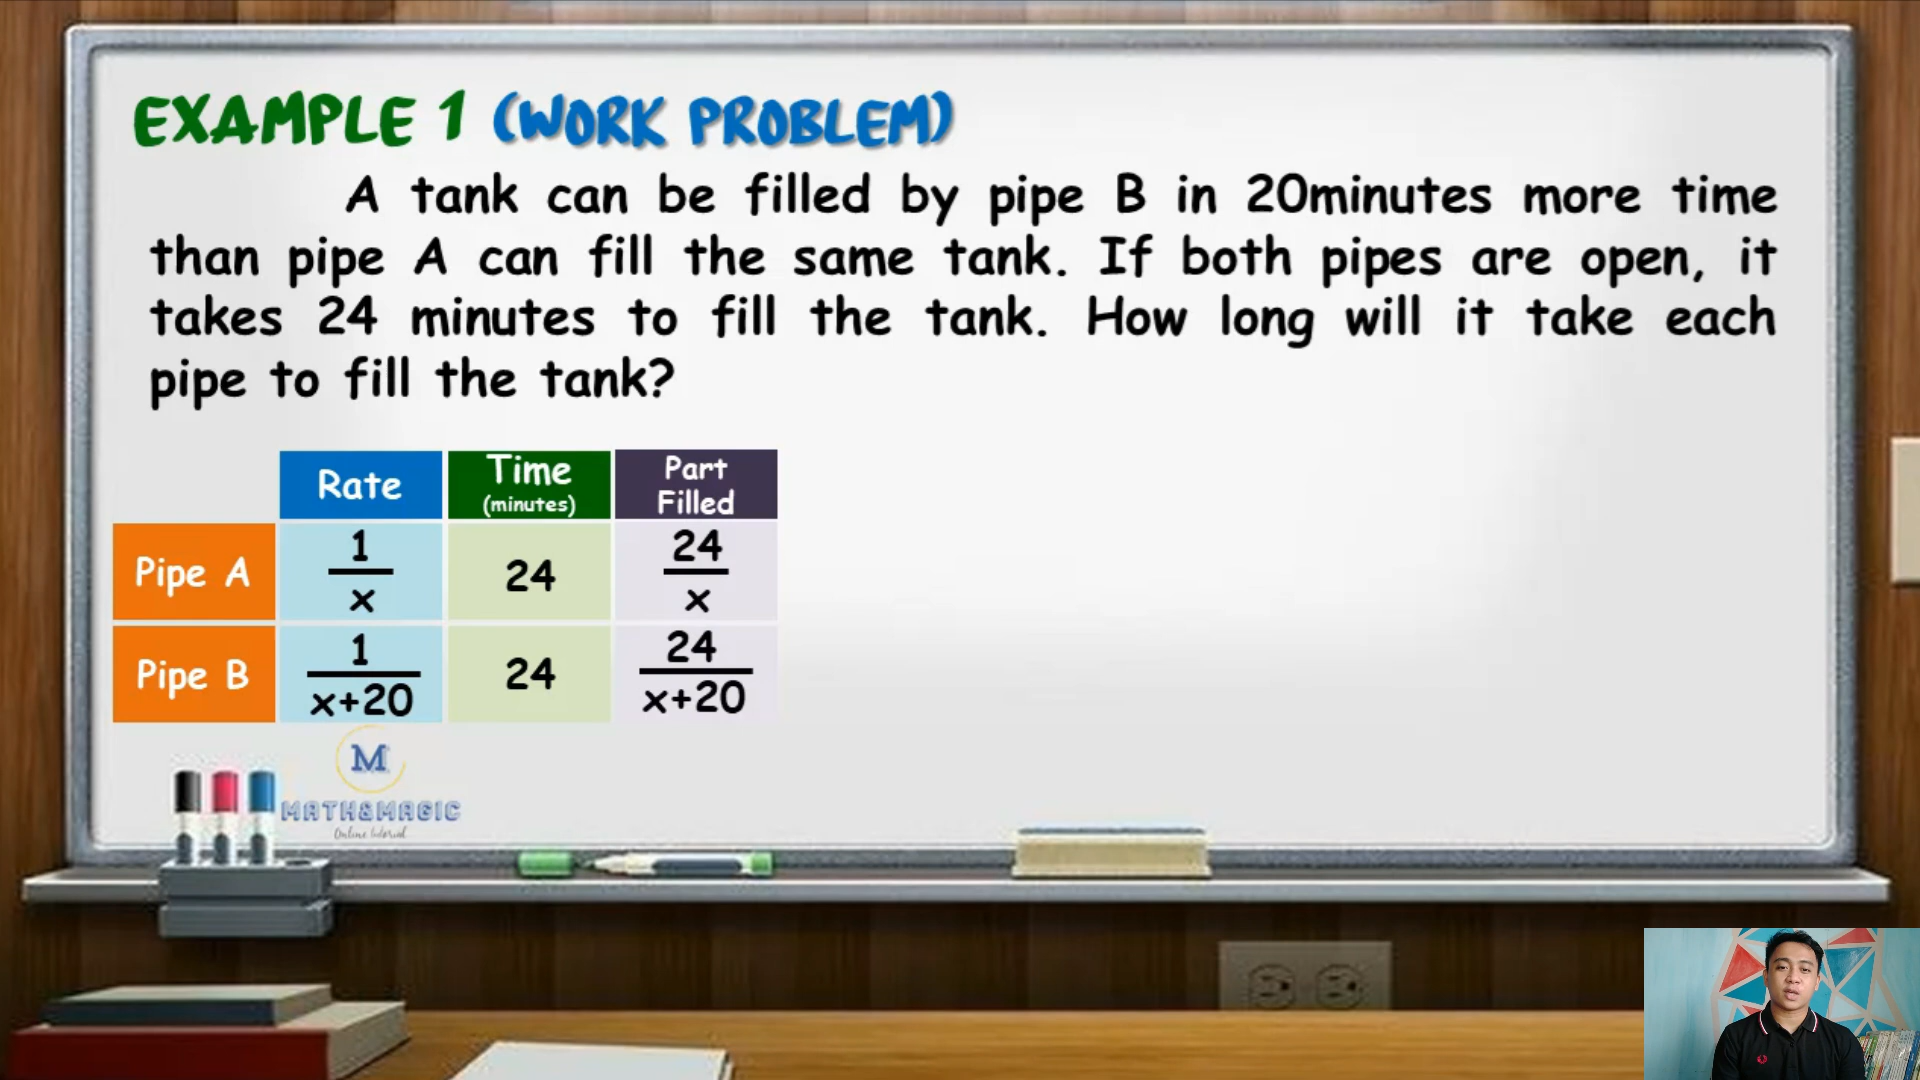 EXAMPLE 1 (WORK PROBLEM)
A tank can be filled by pipe B in 20minutes more time
than pipe A can fill the same tank. If both pipes are open, it
takes 24 minutes to fill the tank. How long will it take each
pipe to fill the tank?
Rate
Time
(minutes)
Part
Filled
Pipe A
1
x
24
24
x
Pipe B
1
x+20
24
24
x+20
M
MATH&MAGIC
Online tutorial